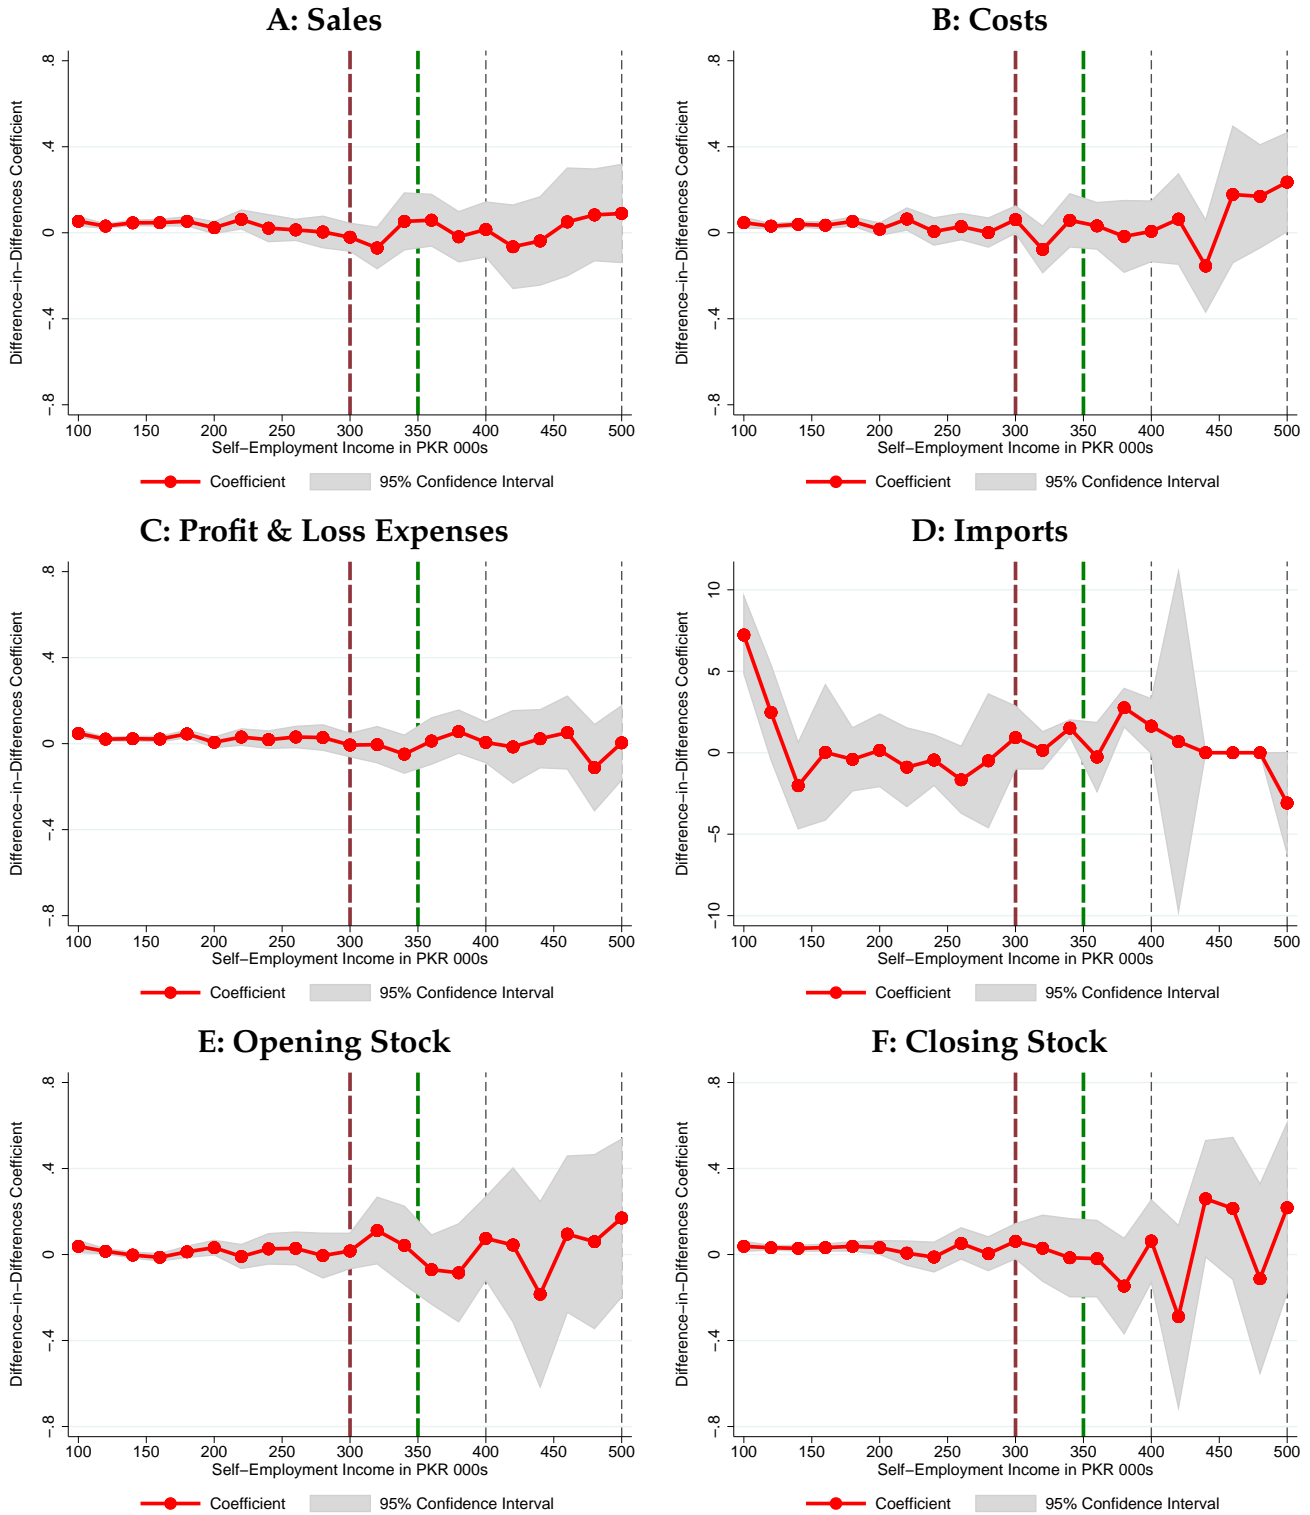 A: Sales
Difference−in−Differences Coefficient
.8
.4
0
−.4
−.8
100 150 200 250 300 350 400 450 500
Self−Employment Income in PKR 000s
Coefficient 95% Confidence Interval
B: Costs
Difference−in−Differences Coefficient
.8
.4
0
−.4
−.8
100 150 200 250 300 350 400 450 500
Self−Employment Income in PKR 000s
Coefficient 95% Confidence Interval
C: Profit & Loss Expenses
Difference−in−Differences Coefficient
.8
.4
0
−.4
−.8
100 150 200 250 300 350 400 450 500
Self−Employment Income in PKR 000s
Coefficient 95% Confidence Interval
D: Imports
Difference−in−Differences Coefficient
10
5
0
−5
−10
100 150 200 250 300 350 400 450 500
Self−Employment Income in PKR 000s
Coefficient 95% Confidence Interval
E: Opening Stock
Difference−in−Differences Coefficient
.8
.4
0
−.4
−.8
100 150 200 250 300 350 400 450 500
Self−Employment Income in PKR 000s
Coefficient 95% Confidence Interval
F: Closing Stock
Difference−in−Differences Coefficient
.8
.4
0
−.4
−.8
100 150 200 250 300 350 400 450 500
Self−Employment Income in PKR 000s
Coefficient 95% Confidence Interval